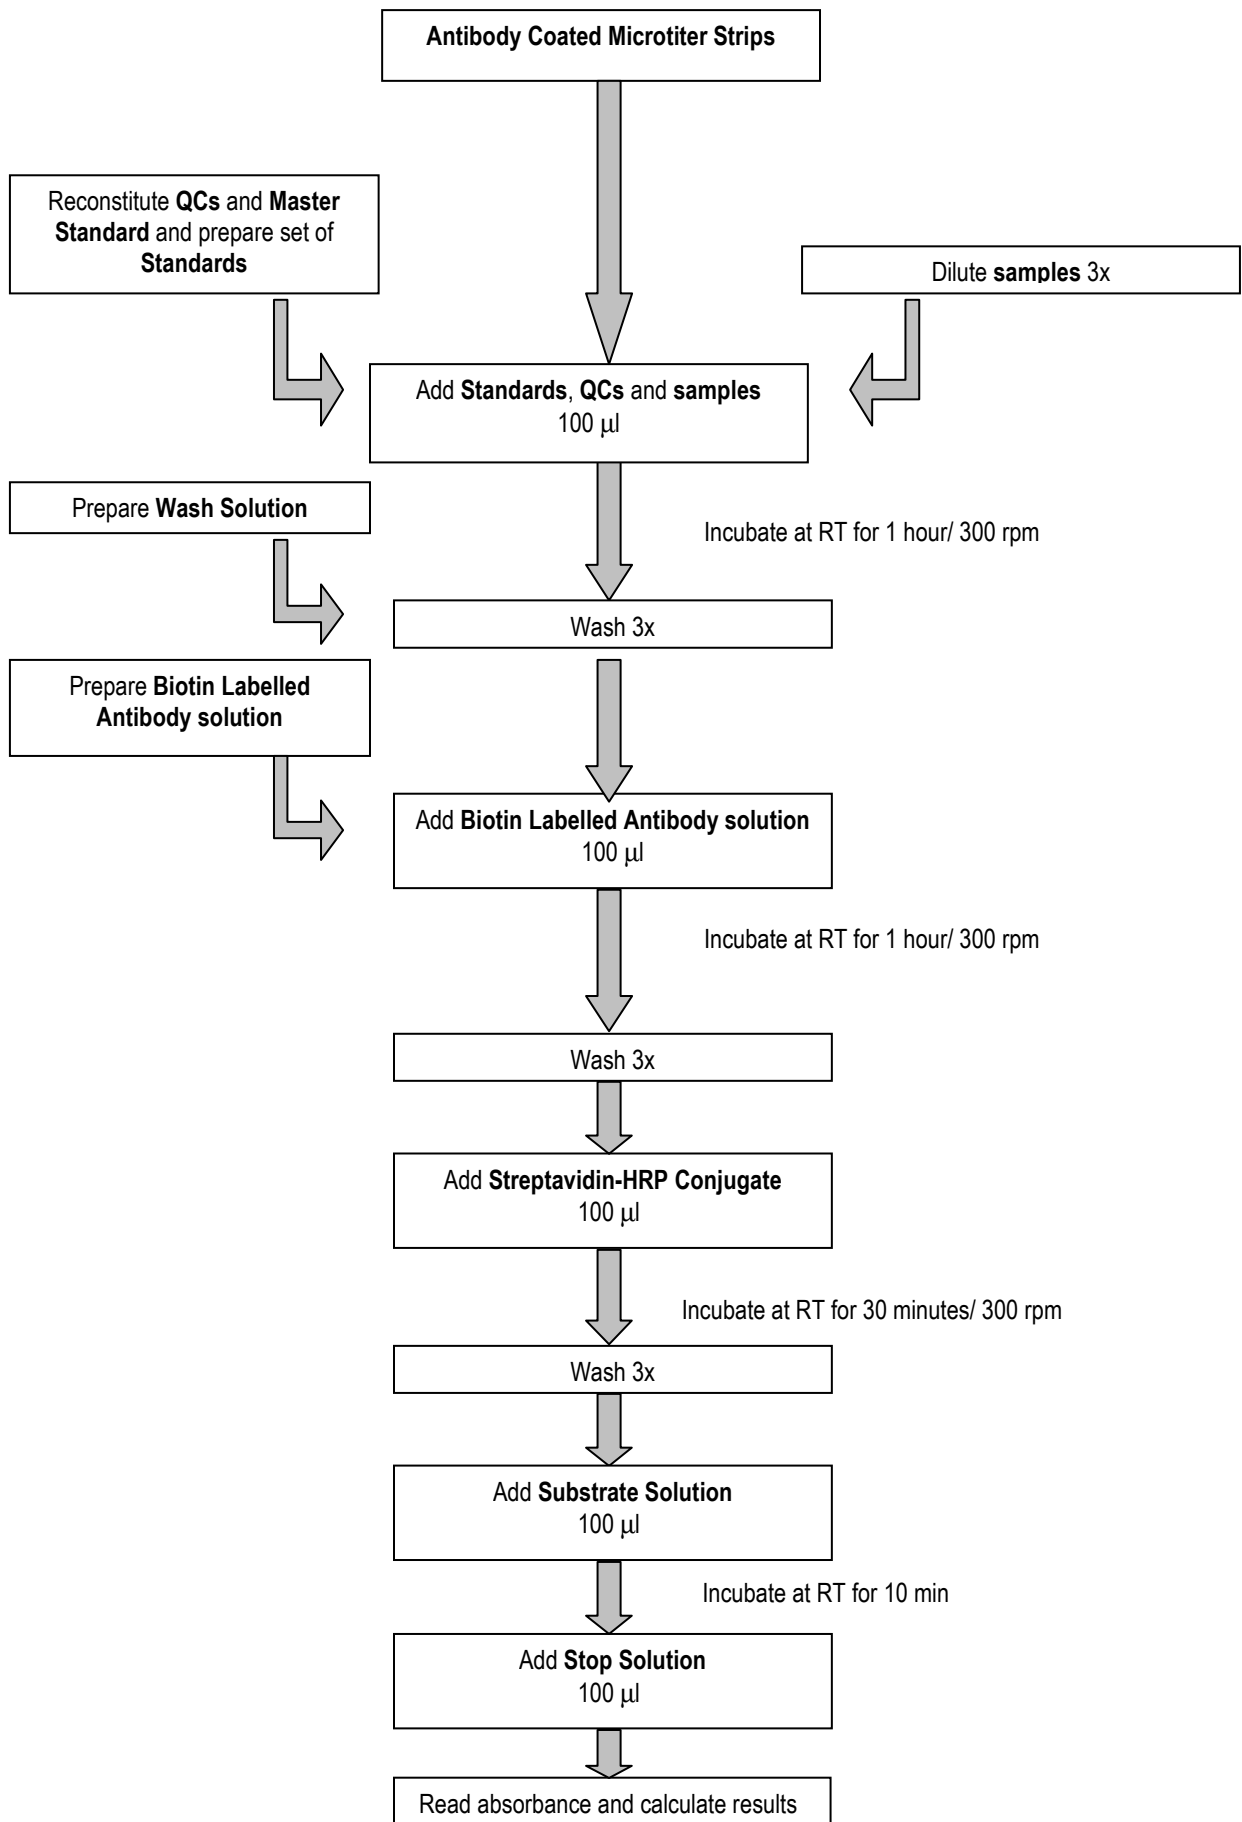 Antibody Coated Microtiter Strips
Reconstitute QCs and Master
Standard and prepare set of
Standards
Dilute samples 3x
Add Standards, QCs and samples
100 μl
Prepare Wash Solution
Incubate at RT for 1 hour/ 300 rpm
Wash 3x
Prepare Biotin Labelled
Antibody solution
Add Biotin Labelled Antibody solution
100 μl
Incubate at RT for 1 hour/ 300 rpm
Wash 3x
Add Streptavidin-HRP Conjugate
100 μl
Incubate at RT for 30 minutes/ 300 rpm
Wash 3x
Add Substrate Solution
100 μl
Incubate at RT for 10 min
Add Stop Solution
100 μl
Read absorbance and calculate results